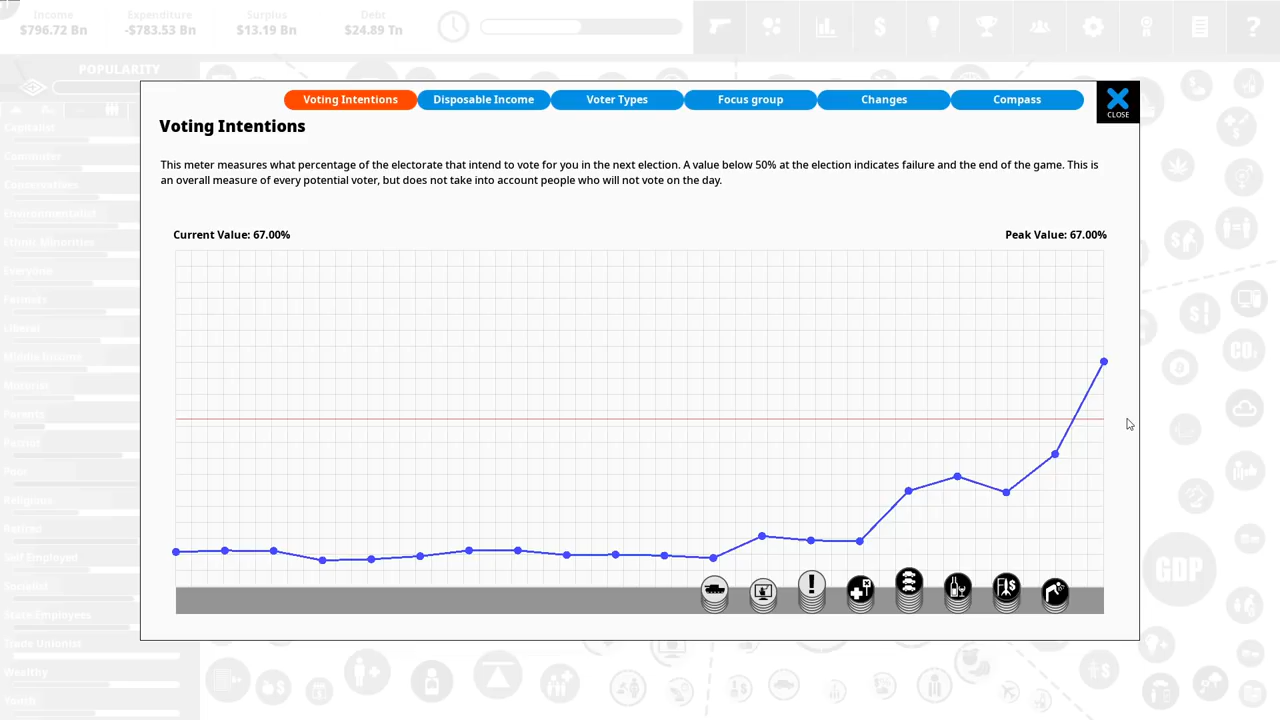 Income Expenditure Surplus Debt
$796.72 Bn -$783.53 Bn $13.19 Bn $24.89 Tn
POPULARITY
Voting Intentions Disposable Income Voter Types Focus group Changes Compass
CLOSE
Voting Intentions
This meter measures what percentage of the electorate that intend to vote for you in the next election. A value below 50% at the election indicates failure and the end of the game. This is
an overall measure of every potential voter, but does not take into account people who will not vote on the day.
Current Value: 67.00% Peak Value: 67.00%
Capitalist
Commuter
Conservatives
Environmentalist
Ethnic Minorities
Everyone
Farmers
Liberal
Middle Income
Motorist
Parents
Patriot
Poor
Religious
Retired
Self Employed
Socialist
State Employees
Trade Unionist
Wealthy
Youth
CO₂
GDP